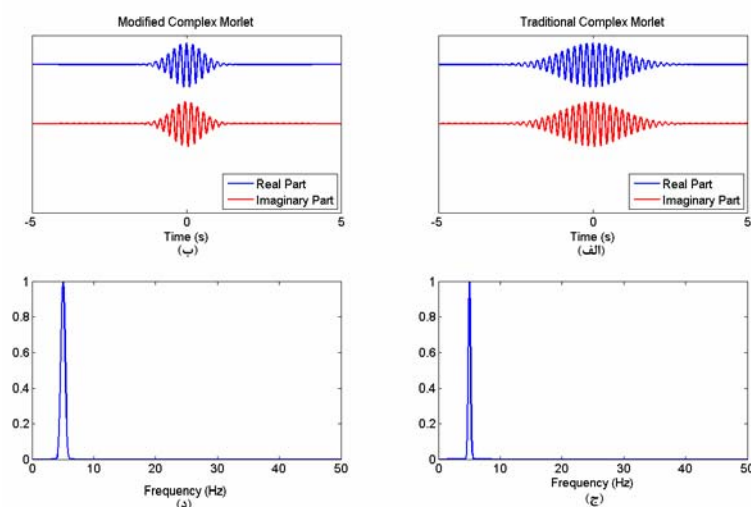 Modified Complex Morlet
Real Part
Imaginary Part
-5 0 5
Time (s)
(ب)
Traditional Complex Morlet
Real Part
Imaginary Part
-5 0 5
Time (s)
(الف)
1
0.8
0.6
0.4
0.2
0
0 10 20 30 40 50
Frequency (Hz)
(د)
1
0.8
0.6
0.4
0.2
0
0 10 20 30 40 50
Frequency (Hz)
(ج)